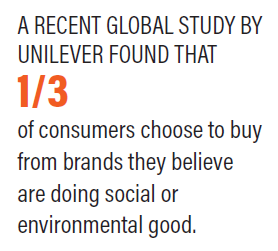 A RECENT GLOBAL STUDY BY
UNILEVER FOUND THAT
1/3
of consumers choose to buy
from brands they believe
are doing social or
environmental good.